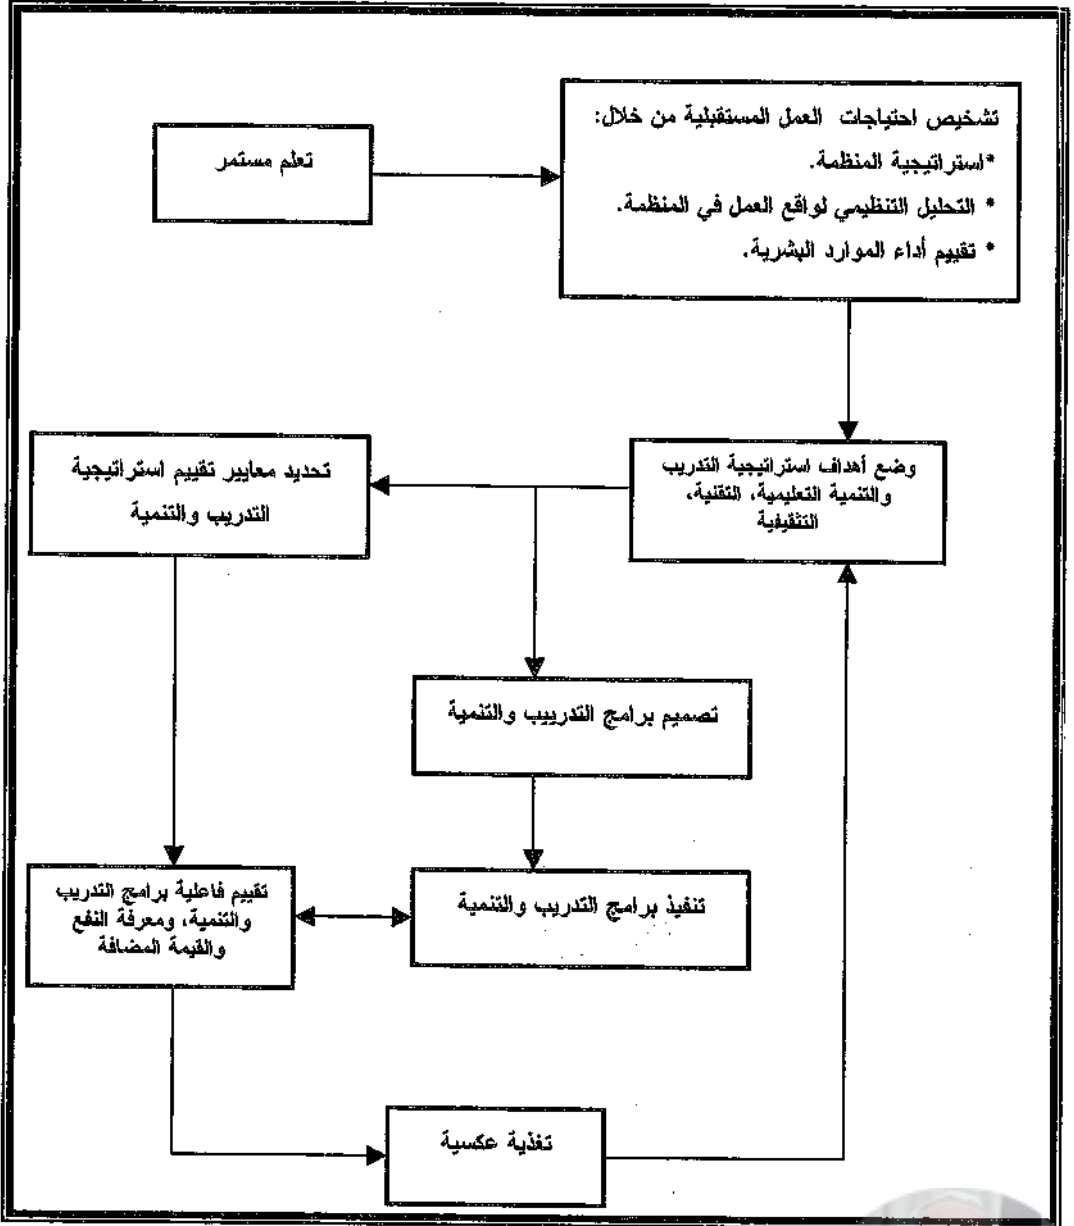 تشخيص احتياجات العمل المستقبلية من خلال:
*استراتيجية المنظمة.
* التحليل التنظيمي لواقع العمل في المنظمة.
* تقييم أداء الموارد البشرية.
تعلم مستمر
وضع أهداف استراتيجية التدريب
والتنمية التعليمية، التقنية،
التثقيفية
تحديد معايير تقييم استراتيجية
التدريب والتنمية
تصميم برامج التدرييب والتنمية
تنفيذ برامج التدريب والتنمية
تقييم فاعلية برامج التدريب
والتنمية، ومعرفة النفع
والقيمة المضافة
تغذية عكسية